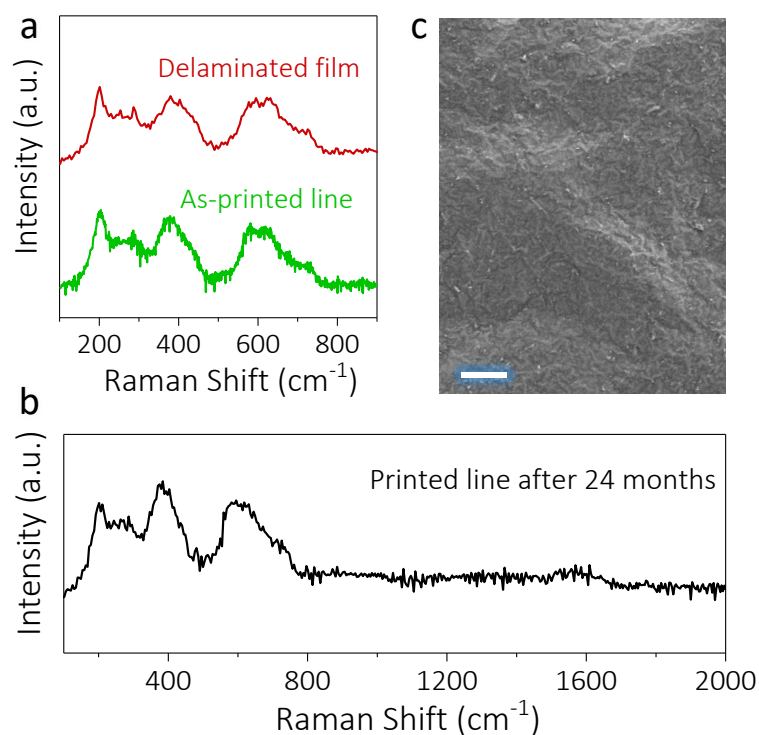 a
Delaminated film
As-printed line
Intensity (a.u.)
200 400 600 800
Raman Shift (cm⁻¹)
c
b
Printed line after 24 months
Intensity (a.u.)
400 800 1200 1600 2000
Raman Shift (cm⁻¹)